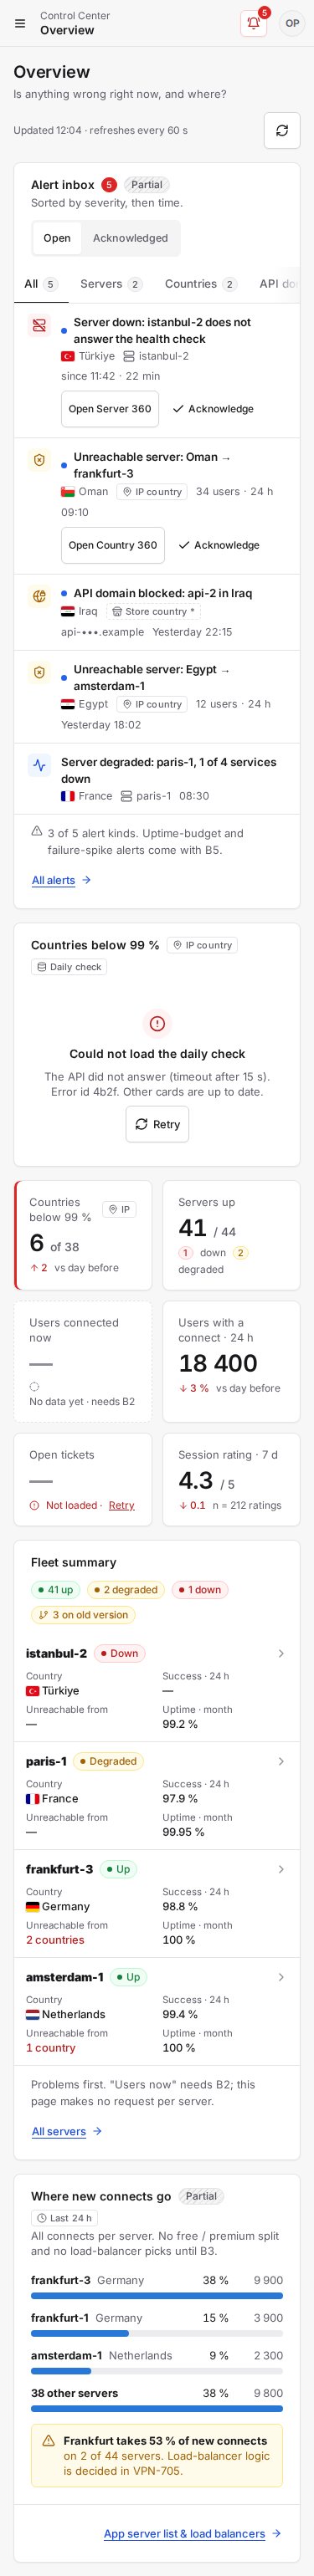 Control Center
Overview
5
OP
Overview
Is anything wrong right now, and where?
Updated 12:04 · refreshes every 60 s
Alert inbox 5 Partial
Sorted by severity, then time.
Open Acknowledged
All 5 Servers 2 Countries 2 API
Server down: istanbul-2 does not
answer the health check
Türkiye istanbul-2
since 11:42 · 22 min
Open Server 360 Acknowledge
Unreachable server: Oman →
frankfurt-3
Oman IP country 34 users · 24 h
09:10
Open Country 360 Acknowledge
API domain blocked: api-2 in Iraq
Iraq Store country *
api-•••.example Yesterday 22:15
Unreachable server: Egypt →
amsterdam-1
Egypt IP country 12 users · 24 h
Yesterday 18:02
Server degraded: paris-1, 1 of 4 services
down
France paris-1 08:30
3 of 5 alert kinds. Uptime-budget and
failure-spike alerts come with B5.
All alerts →
Countries below 99 % IP country
Daily check
Could not load the daily check
The API did not answer (timeout after 15 s).
Error id 4b2f. Other cards are up to date.
Retry
Countries
below 99 % IP
6 of 38
↑ 2 vs day before
Servers up
41 / 44
1 down 2
degraded
Users connected
now
—
No data yet · needs B2
Users with a
connect · 24 h
18 400
↓ 3 % vs day before
Open tickets
—
Not loaded · Retry
Session rating · 7 d
4.3 / 5
↓ 0.1 n = 212 ratings
Fleet summary
41 up 2 degraded 1 down
3 on old version
istanbul-2 Down
Country Success · 24 h
Türkiye —
Unreachable from Uptime · month
— 99.2 %
paris-1 Degraded
Country Success · 24 h
France 97.9 %
Unreachable from Uptime · month
— 99.95 %
frankfurt-3 Up
Country Success · 24 h
Germany 98.8 %
Unreachable from Uptime · month
2 countries 100 %
amsterdam-1 Up
Country Success · 24 h
Netherlands 99.4 %
Unreachable from Uptime · month
1 country 100 %
Problems first. "Users now" needs B2; this
page makes no request per server.
All servers →
Where new connects go Partial
Last 24 h
All connects per server. No free / premium split
and no load-balancer picks until B3.
frankfurt-3 Germany 38 % 9 900
frankfurt-1 Germany 15 % 3 900
amsterdam-1 Netherlands 9 % 2 300
38 other servers 38 % 9 800
Frankfurt takes 53 % of new connects
on 2 of 44 servers. Load-balancer logic
is decided in VPN-705.
App server list & load balancers →